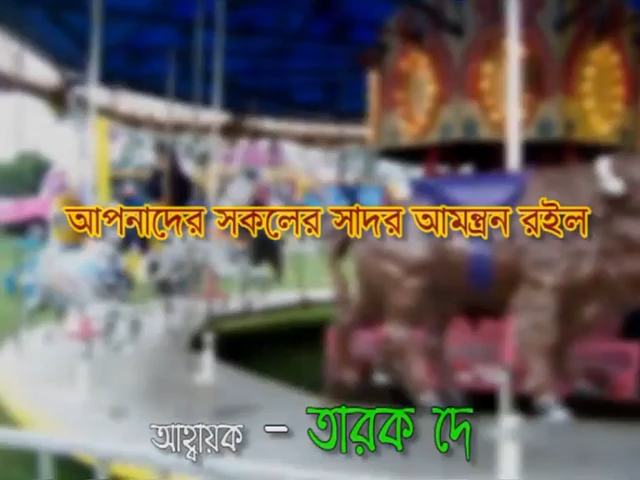 আপনাদের সকলের সাদর আমন্ত্রন রইল
আহ্বায়ক - তারক দে